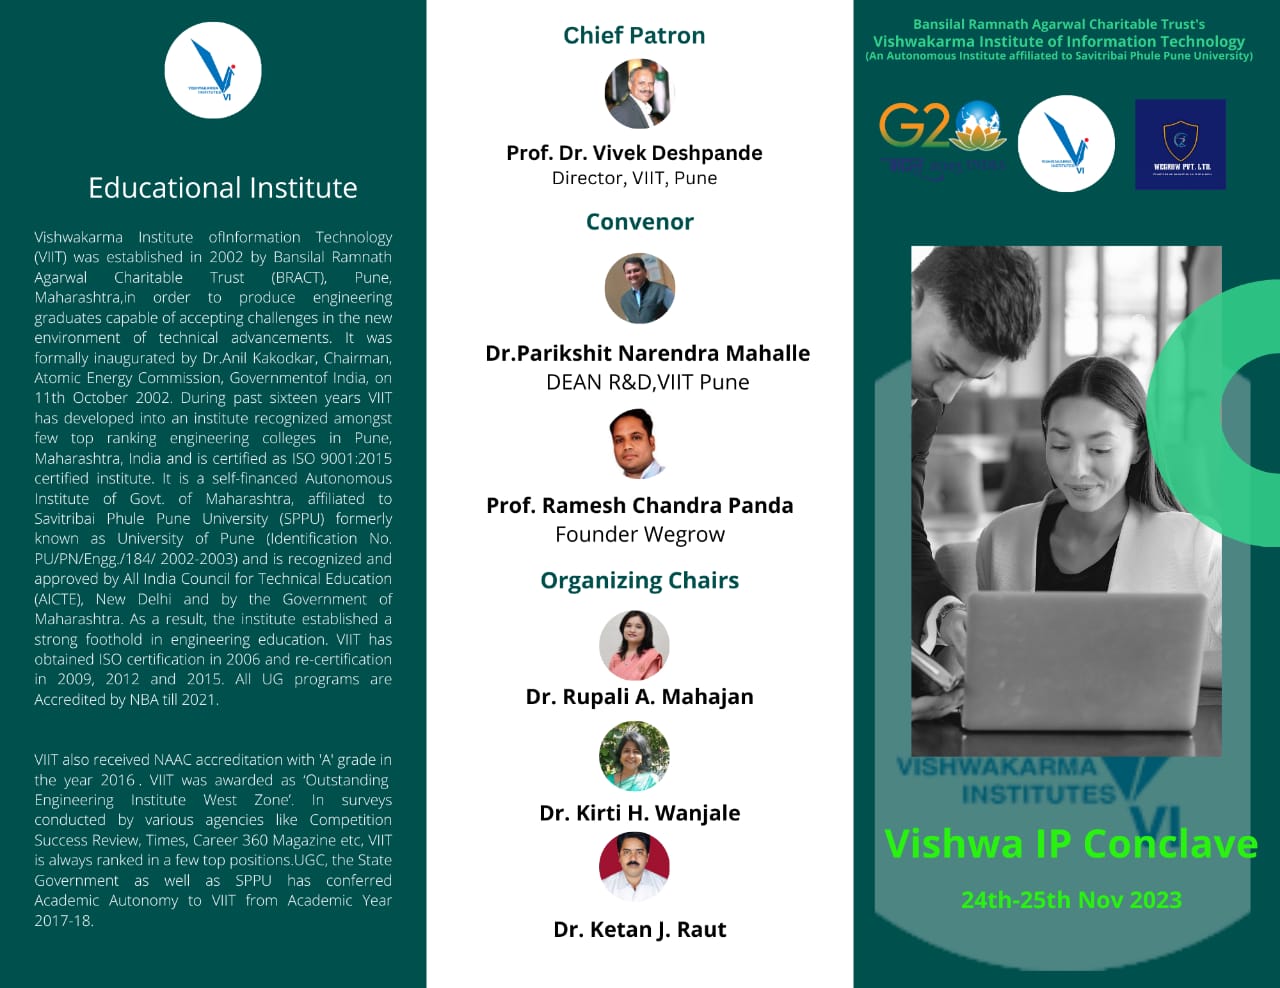 VISHWAKARMA
INSTITUTES
VI
Educational Institute
Vishwakarma Institute ofInformation Technology
(VIIT) was established in 2002 by Bansilal Ramnath
Agarwal Charitable Trust (BRACT), Pune,
Maharashtra,in order to produce engineering
graduates capable of accepting challenges in the new
environment of technical advancements. It was
formally inaugurated by Dr.Anil Kakodkar, Chairman,
Atomic Energy Commission, Governmentof India, on
11th October 2002. During past sixteen years VIIT
has developed into an institute recognized amongst
few top ranking engineering colleges in Pune,
Maharashtra, India and is certified as ISO 9001:2015
certified institute. It is a self-financed Autonomous
Institute of Govt. of Maharashtra, affiliated to
Savitribai Phule Pune University (SPPU) formerly
known as University of Pune (Identification No.
PU/PN/Engg./184/ 2002-2003) and is recognized and
approved by All India Council for Technical Education
(AICTE), New Delhi and by the Government of
Maharashtra. As a result, the institute established a
strong foothold in engineering education. VIIT has
obtained ISO certification in 2006 and re-certification
in 2009, 2012 and 2015. All UG programs are
Accredited by NBA till 2021.
VIIT also received NAAC accreditation with 'A' grade in
the year 2016 . VIIT was awarded as ‘Outstanding
Engineering Institute West Zone’. In surveys
conducted by various agencies like Competition
Success Review, Times, Career 360 Magazine etc, VIIT
is always ranked in a few top positions.UGC, the State
Government as well as SPPU has conferred
Academic Autonomy to VIIT from Academic Year
2017-18.
Chief Patron
Prof. Dr. Vivek Deshpande
Director, VIIT, Pune
Convenor
Dr.Parikshit Narendra Mahalle
DEAN R&D,VIIT Pune
Prof. Ramesh Chandra Panda
Founder Wegrow
Organizing Chairs
Dr. Rupali A. Mahajan
Dr. Kirti H. Wanjale
Dr. Ketan J. Raut
Bansilal Ramnath Agarwal Charitable Trust's
Vishwakarma Institute of Information Technology
(An Autonomous Institute affiliated to Savitribai Phule Pune University)
G20
VISHWAKARMA
INSTITUTES
VI
WEGROW PVT. LTD.
VISHWAKARMA
INSTITUTES
VI
Vishwa IP Conclave
24th-25th Nov 2023